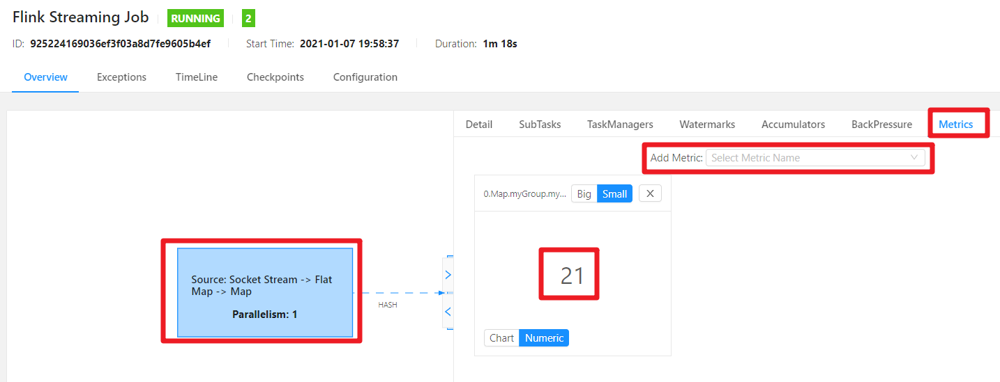 Flink Streaming Job RUNNING 2
ID: 925224169036ef3f03a8d7fe9605b4ef Start Time: 2021-01-07 19:58:37 Duration: 1m 18s
Overview Exceptions TimeLine Checkpoints Configuration
Detail SubTasks TaskManagers Watermarks Accumulators BackPressure Metrics
Add Metric: Select Metric Name
0.Map.myGroup.my... Big Small X
21
Source: Socket Stream -> Flat
Map -> Map
Parallelism: 1
HASH
Chart Numeric